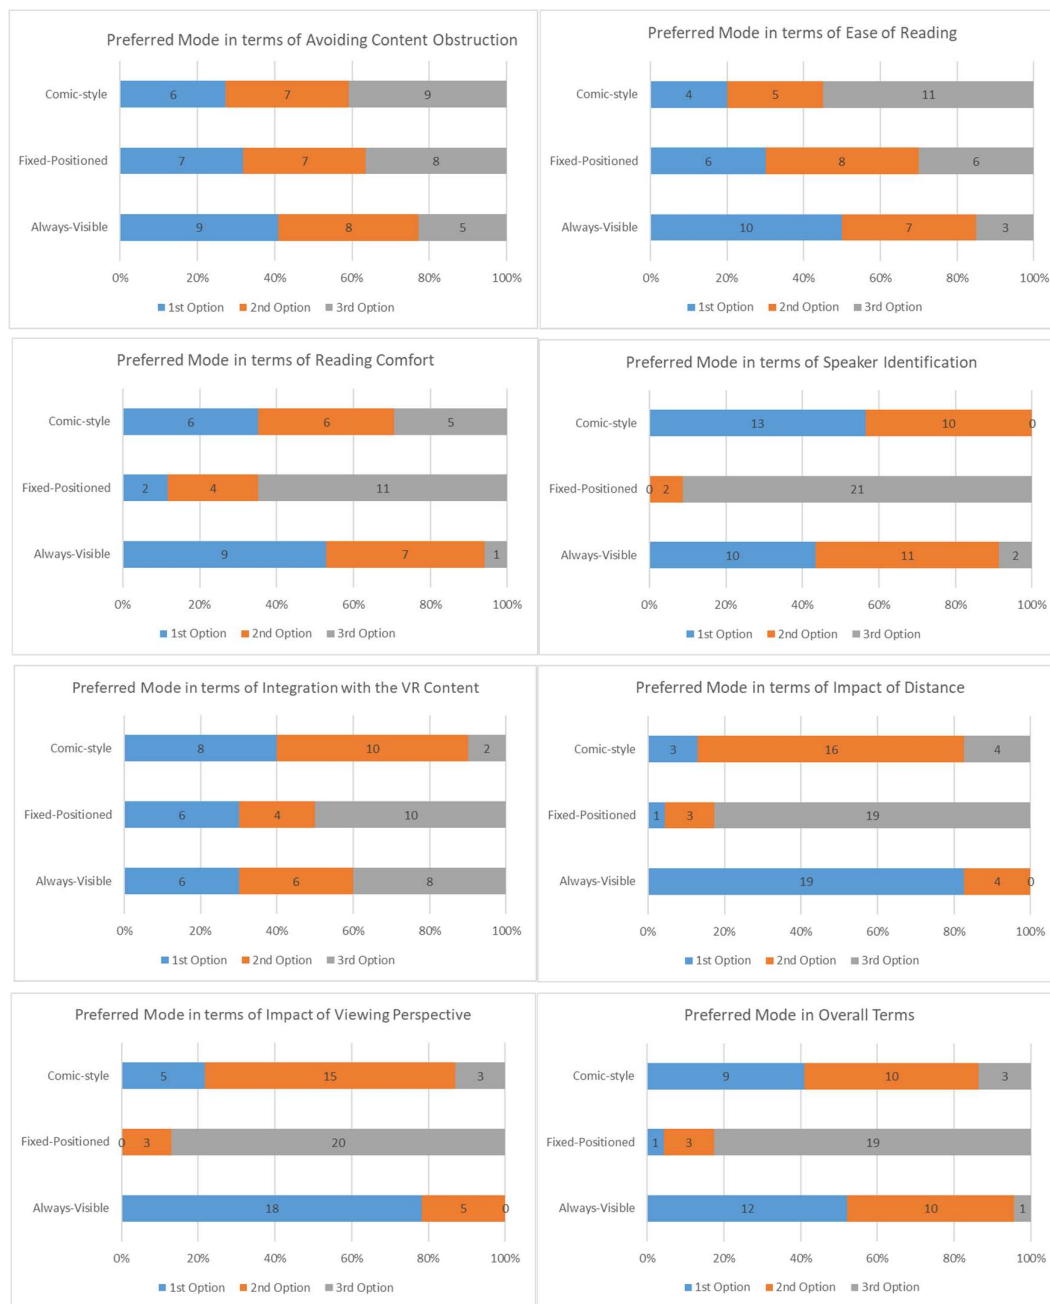 Preferred Mode in terms of Avoiding Content Obstruction
Comic-style 6 7 9
Fixed-Positioned 7 7 8
Always-Visible 9 8 5
0% 20% 40% 60% 80% 100%
1st Option 2nd Option 3rd Option
Preferred Mode in terms of Ease of Reading
Comic-style 4 5 11
Fixed-Positioned 6 8 6
Always-Visible 10 7 3
0% 20% 40% 60% 80% 100%
1st Option 2nd Option 3rd Option
Preferred Mode in terms of Reading Comfort
Comic-style 6 6 5
Fixed-Positioned 2 4 11
Always-Visible 9 7 1
0% 20% 40% 60% 80% 100%
1st Option 2nd Option 3rd Option
Preferred Mode in terms of Speaker Identification
Comic-style 13 10 0
Fixed-Positioned 0 2 21
Always-Visible 10 11 2
0% 20% 40% 60% 80% 100%
1st Option 2nd Option 3rd Option
Preferred Mode in terms of Integration with the VR Content
Comic-style 8 10 2
Fixed-Positioned 6 4 10
Always-Visible 6 6 8
0% 20% 40% 60% 80% 100%
1st Option 2nd Option 3rd Option
Preferred Mode in terms of Impact of Distance
Comic-style 3 16 4
Fixed-Positioned 1 3 19
Always-Visible 19 4 0
0% 20% 40% 60% 80% 100%
1st Option 2nd Option 3rd Option
Preferred Mode in terms of Impact of Viewing Perspective
Comic-style 5 15 3
Fixed-Positioned 0 3 20
Always-Visible 18 5 0
0% 20% 40% 60% 80% 100%
1st Option 2nd Option 3rd Option
Preferred Mode in Overall Terms
Comic-style 9 10 3
Fixed-Positioned 1 3 19
Always-Visible 12 10 1
0% 20% 40% 60% 80% 100%
1st Option 2nd Option 3rd Option